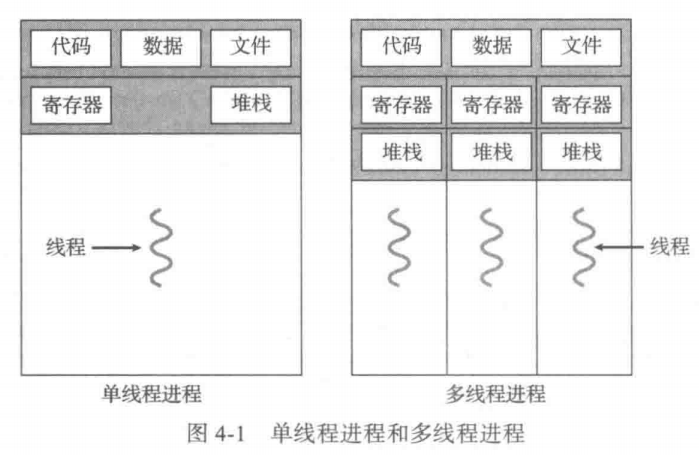 代码 数据 文件 代码 数据 文件
寄存器 堆栈 寄存器 寄存器 寄存器
堆栈 堆栈 堆栈
线程 线程
单线程进程 多线程进程
图 4-1 单线程进程和多线程进程